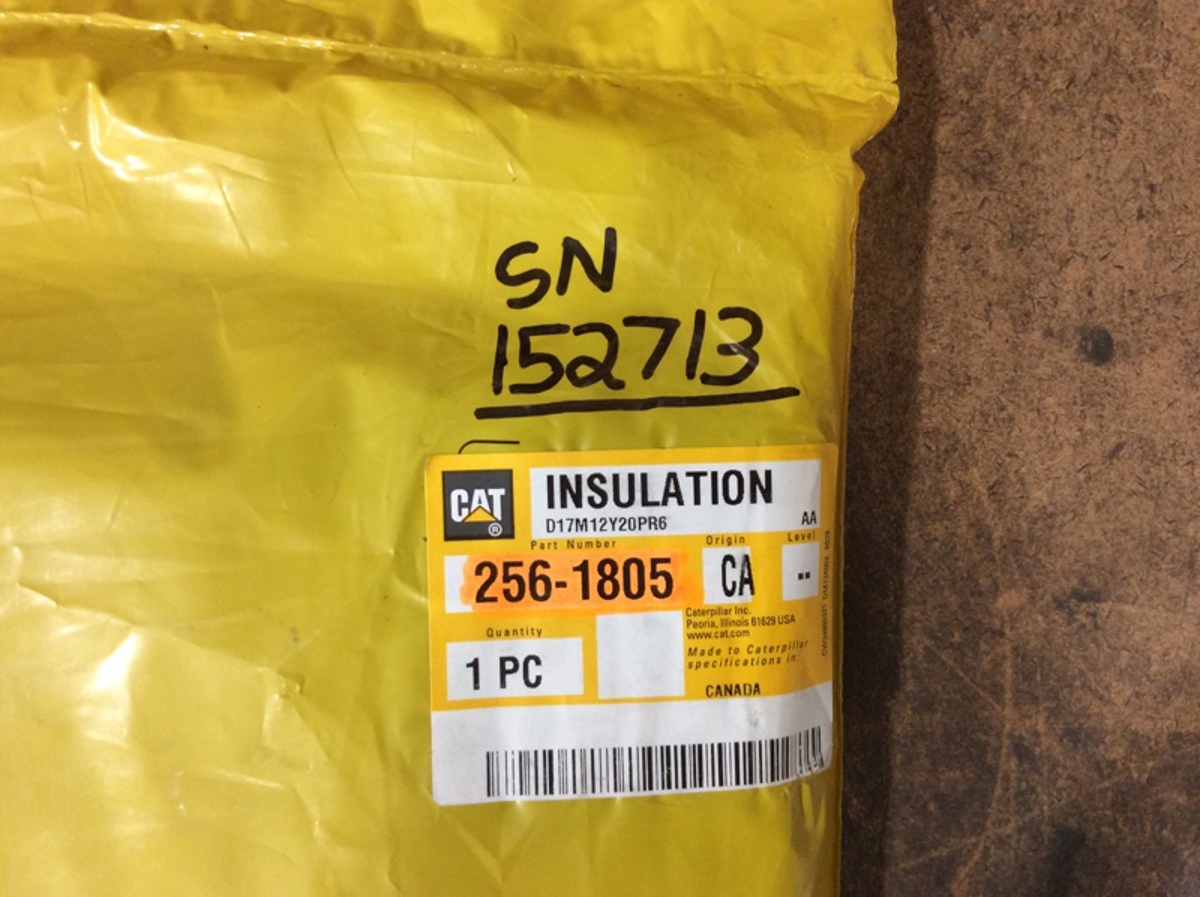 SN
152713
CAT ®
INSULATION
D17M12Y20PR6 AA
Part Number Origin Level
256-1805 CA --
Caterpillar Inc.
Peoria, Illinois 61629 USA
www.cat.com
Quantity
1 PC
Made to Caterpillar
specifications in:
CANADA